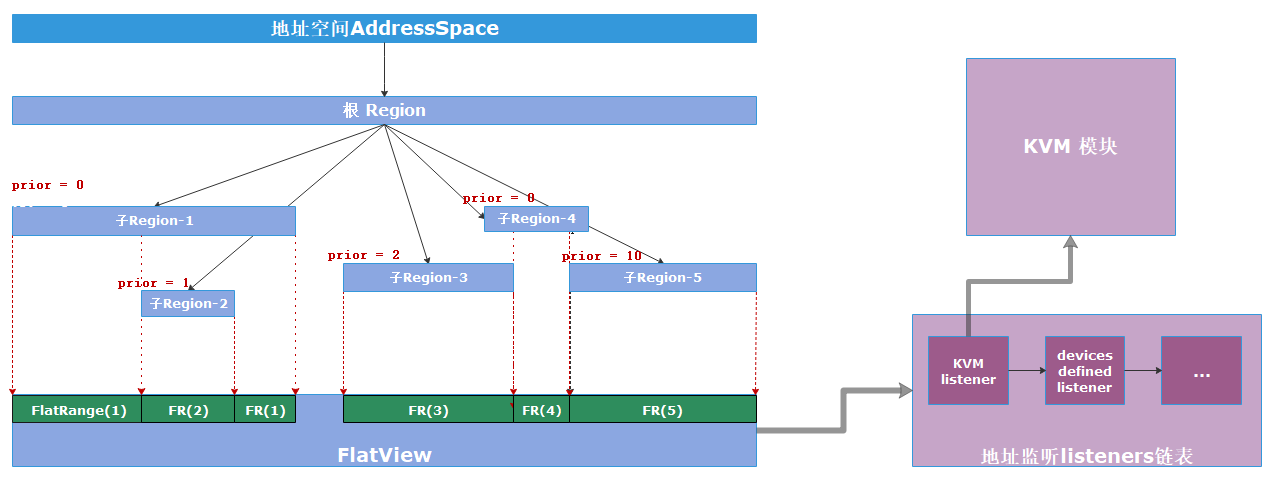 地址空间AddressSpace
根 Region
prior = 0
子Region-1
prior = 1
子Region-2
prior = 2
子Region-3
prior = 0
子Region-4
prior = 10
子Region-5
FlatRange(1)
FR(2)
FR(1)
FR(3)
FR(4)
FR(5)
FlatView
KVM 模块
KVM
listener
devices
defined
listener
...
地址监听listeners链表